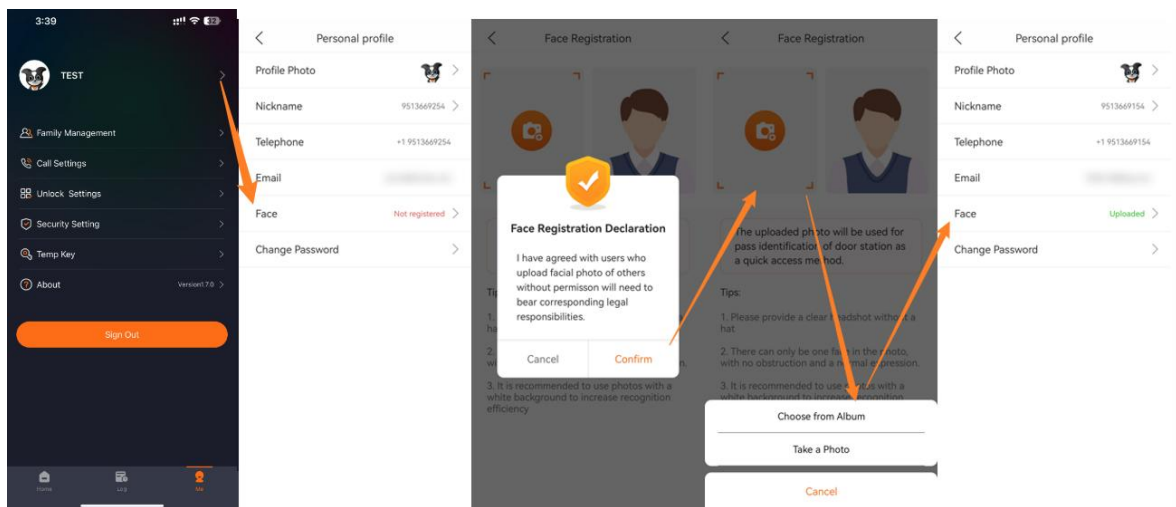 3:39
32
TEST
Family Management
Call Settings
Unlock Settings
Security Setting
Temp Key
About
Version1.7.0
Sign Out
Home
Log
Me
Personal profile
Profile Photo
Nickname
9513669254
Telephone
+1 9513669254
Email
Face
Not registered
Change Password
Face Registration
Face Registration Declaration
I have agreed with users who
upload facial photo of others
without permisson will need to
bear corresponding legal
responsibilities.
Cancel
Confirm
3. It is recommended to use photos with a
white background to increase recognition
efficiency
Face Registration
The uploaded photo will be used for
pass identification of door station as
a quick access method.
Tips:
1. Please provide a clear headshot without a
hat
2. There can only be one face in the photo,
with no obstruction and a normal expression.
3. It is recommended to use photos with a
white background to increase recognition
Choose from Album
Take a Photo
Cancel
Personal profile
Profile Photo
Nickname
9513669154
Telephone
+1 9513669154
Email
Face
Uploaded
Change Password